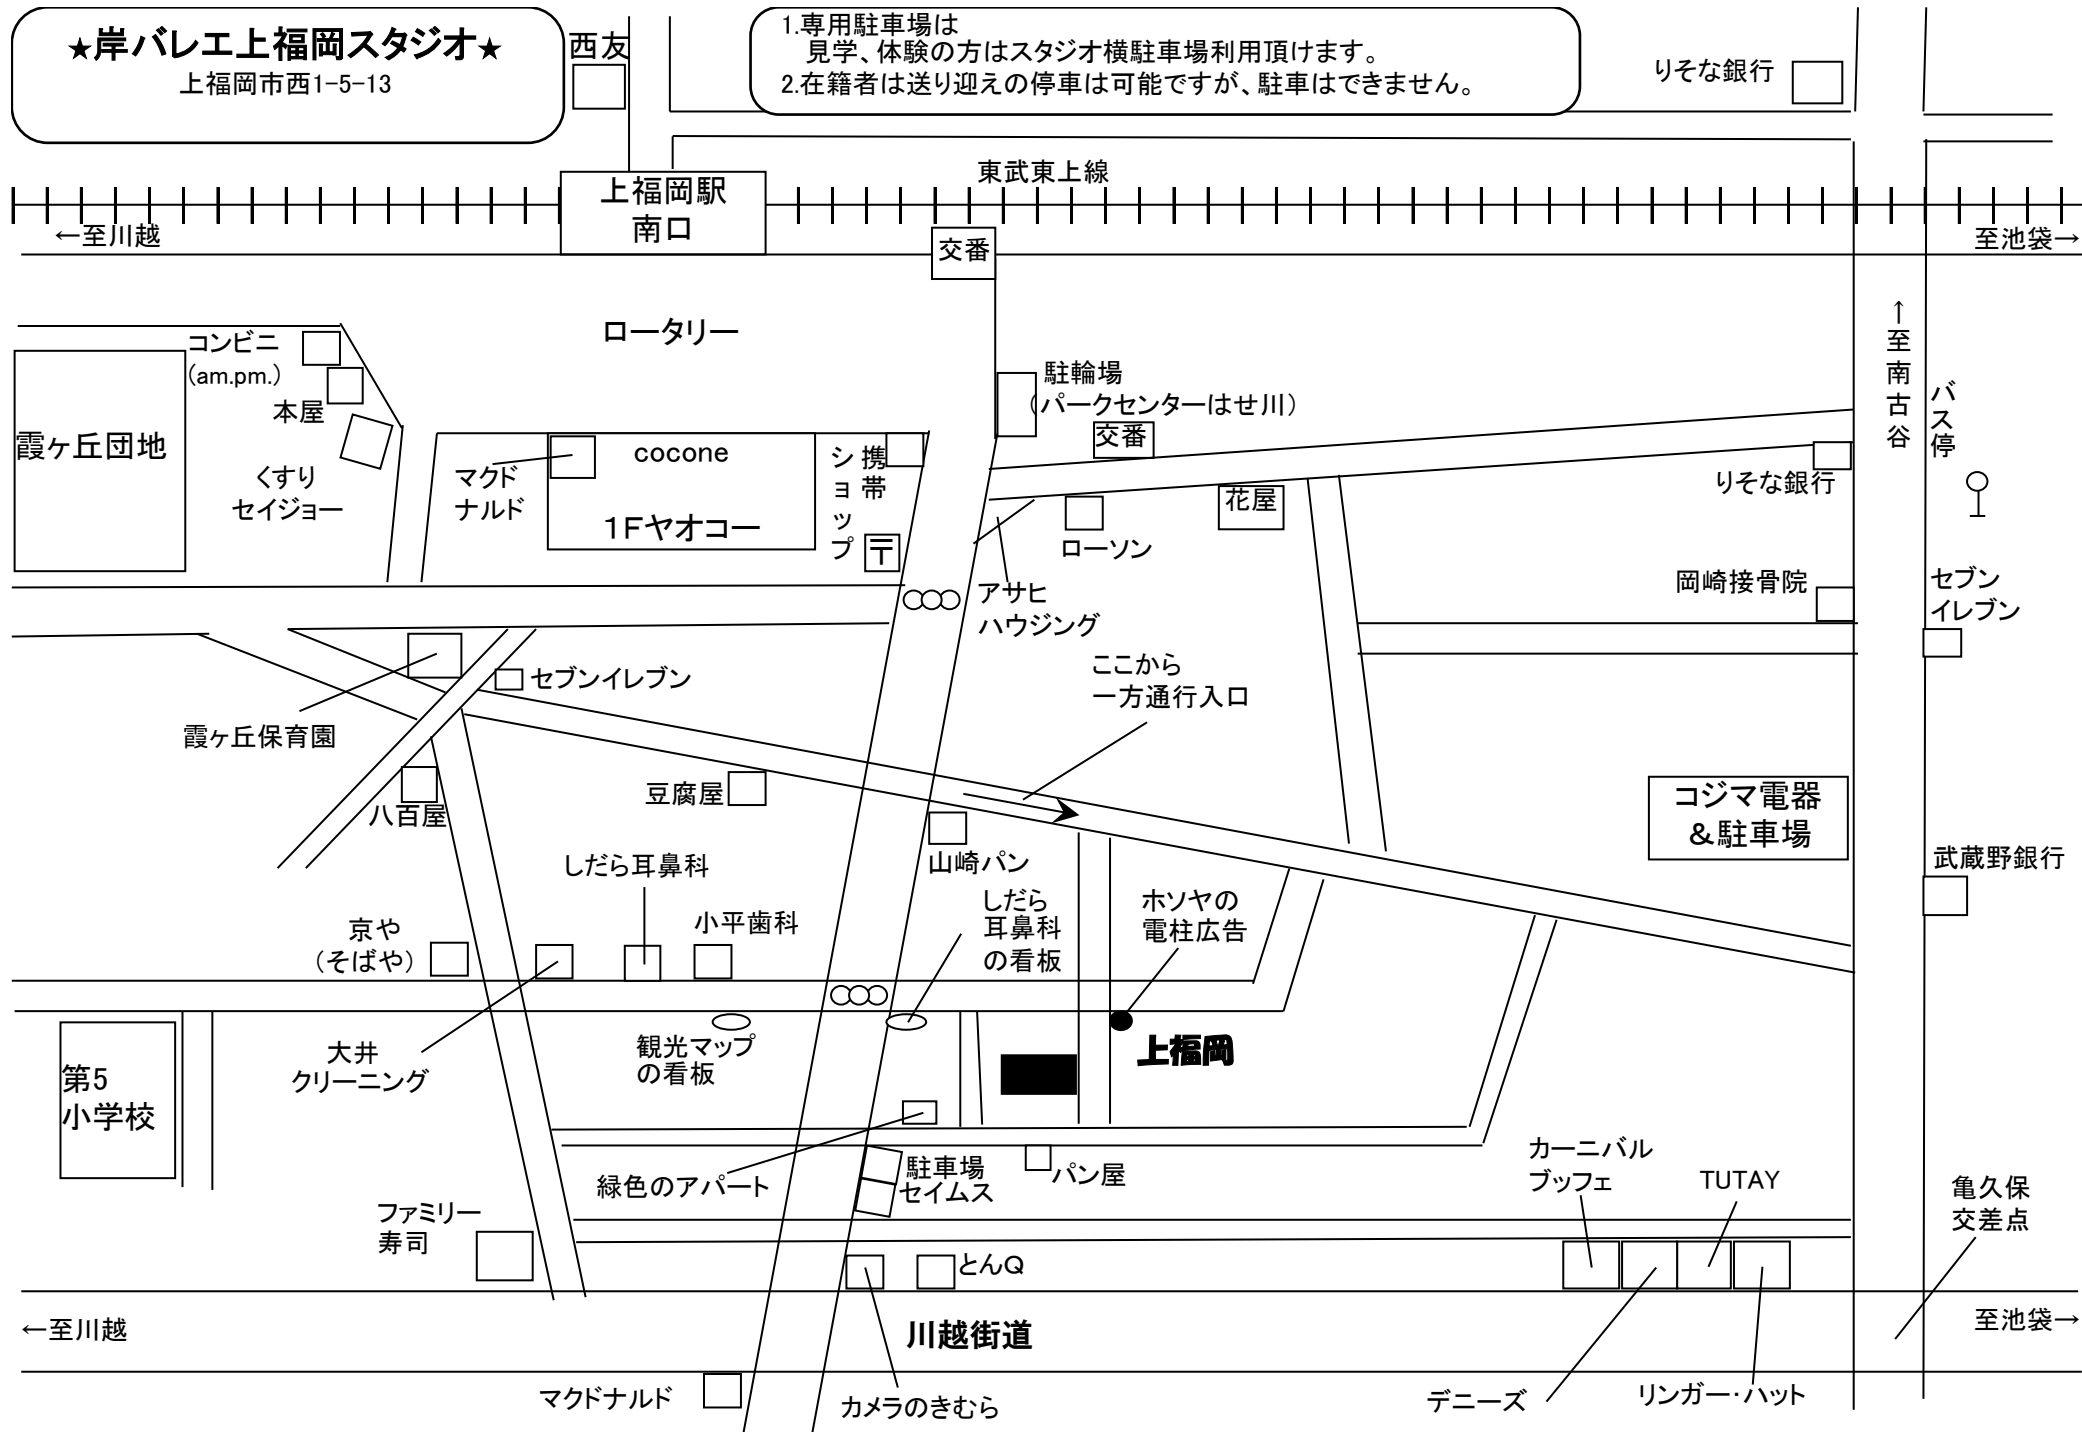 ★岸バレエ上福岡スタジオ★
上福岡市西1-5-13
西友
1.専用駐車場は
見学、体験の方はスタジオ横駐車場利用頂けます。
2.在籍者は送り迎えの停車は可能ですが、駐車はできません。
りそな銀行
東武東上線
上福岡駅
南口
←至川越
交番
至池袋→
ロータリー
コンビニ
(am.pm.)
本屋
霞ヶ丘団地
くすり
セイジョー
マクド
ナルド
cocone
1Fヤオコー
携帯
ショップ
〒
駐輪場
(パークセンターはせ川)
交番
花屋
ローソン
アサヒ
ハウジング
↑至南古谷
バス停
りそな銀行
岡崎接骨院
セブン
イレブン
ここから
一方通行入口
セブンイレブン
霞ヶ丘保育園
八百屋
豆腐屋
山崎パン
コジマ電器
&駐車場
武蔵野銀行
しだら耳鼻科
小平歯科
しだら
耳鼻科
の看板
ホソヤの
電柱広告
京や
(そばや)
大井
クリーニング
観光マップ
の看板
上福岡
第5
小学校
緑色のアパート
駐車場
セイムス
パン屋
カーニバル
ブッフェ
TUTAY
亀久保
交差点
ファミリー
寿司
とんQ
←至川越
川越街道
至池袋→
マクドナルド
カメラのきむら
デニーズ
リンガー・ハット